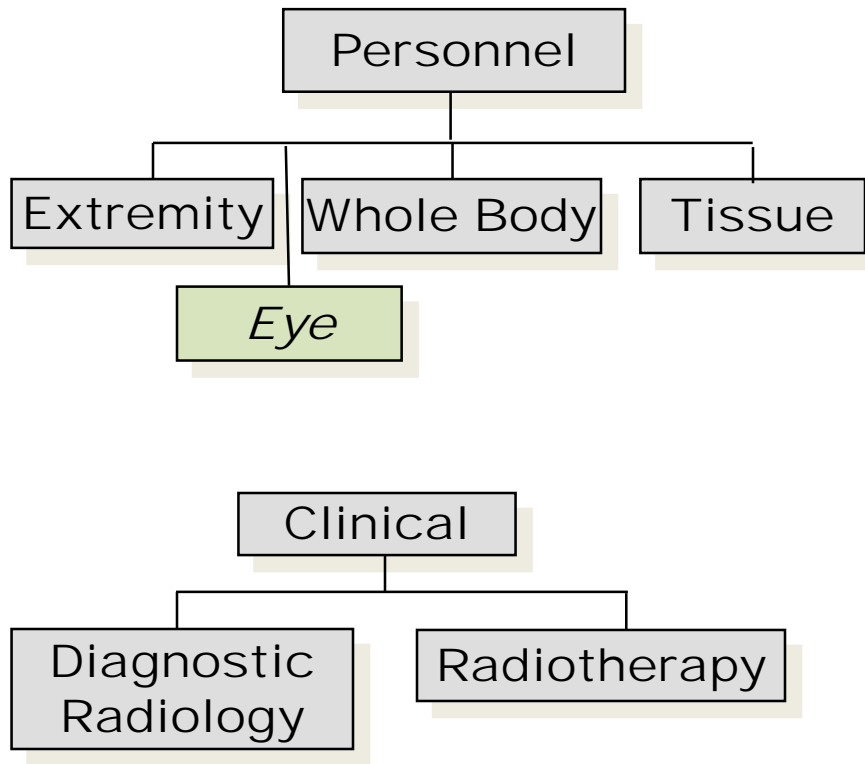 Personnel
Extremity
Whole Body
Tissue
Eye
Clinical
Diagnostic
Radiology
Radiotherapy